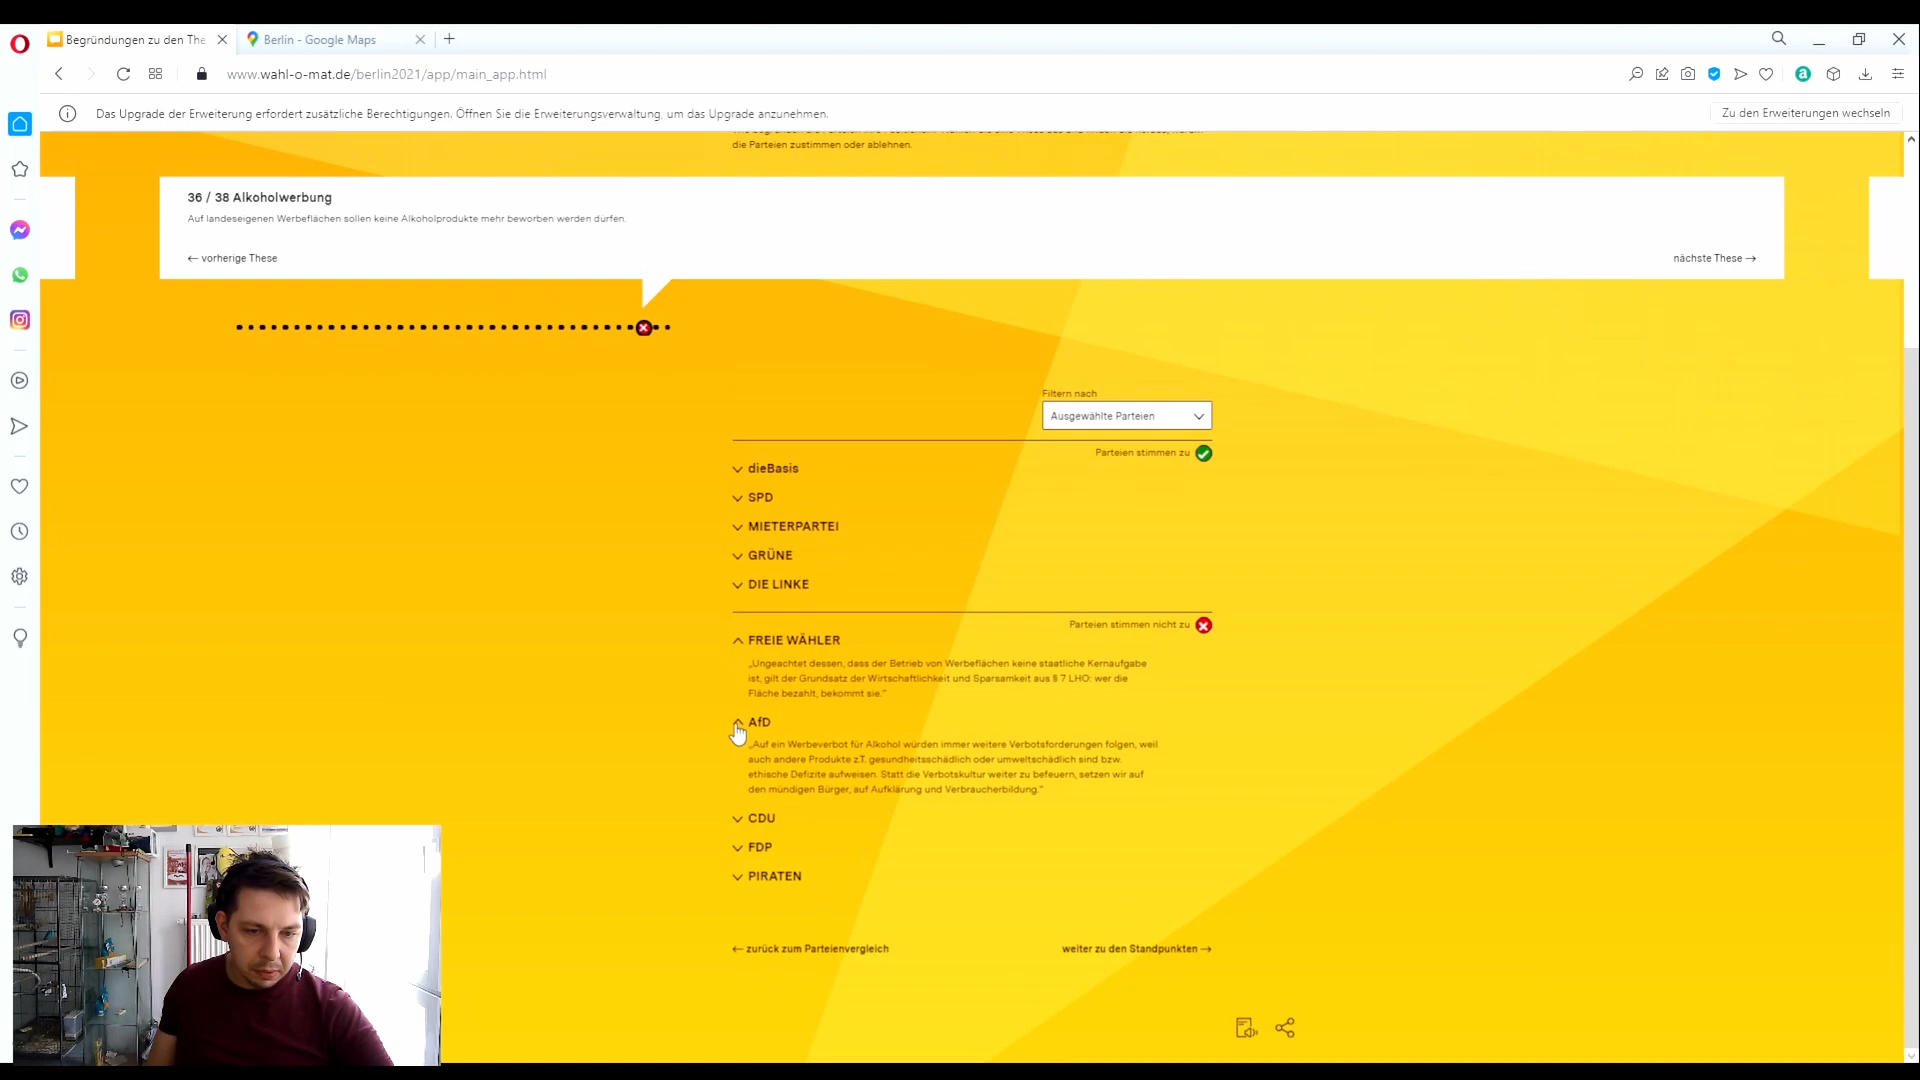 Begründungen zu den The
Berlin - Google Maps
www.wahl-o-mat.de/berlin2021/app/main_app.html
Das Upgrade der Erweiterung erfordert zusätzliche Berechtigungen. Öffnen Sie die Erweiterungsverwaltung, um das Upgrade anzunehmen.
Zu den Erweiterungen wechseln
die Parteien zustimmen oder ablehnen.
36 / 38 Alkoholwerbung
Auf landeseigenen Werbeflächen sollen keine Alkoholprodukte mehr beworben werden dürfen.
← vorherige These
nächste These →
Filtern nach
Ausgewählte Parteien
Parteien stimmen zu
dieBasis
SPD
MIETERPARTEI
GRÜNE
DIE LINKE
Parteien stimmen nicht zu
FREIE WÄHLER
„Ungeachtet dessen, dass der Betrieb von Werbeflächen keine staatliche Kernaufgabe
ist, gilt der Grundsatz der Wirtschaftlichkeit und Sparsamkeit aus § 7 LHO: wer die
Fläche bezahlt, bekommt sie."
AfD
„Auf ein Werbeverbot für Alkohol würden immer weitere Verbotsforderungen folgen, weil
auch andere Produkte z.T. gesundheitsschädlich oder umweltschädlich sind bzw.
ethische Defizite aufweisen. Statt die Verbotskultur weiter zu befeuern, setzen wir auf
den mündigen Bürger, auf Aufklärung und Verbraucherbildung."
CDU
FDP
PIRATEN
← zurück zum Parteienvergleich
weiter zu den Standpunkten →